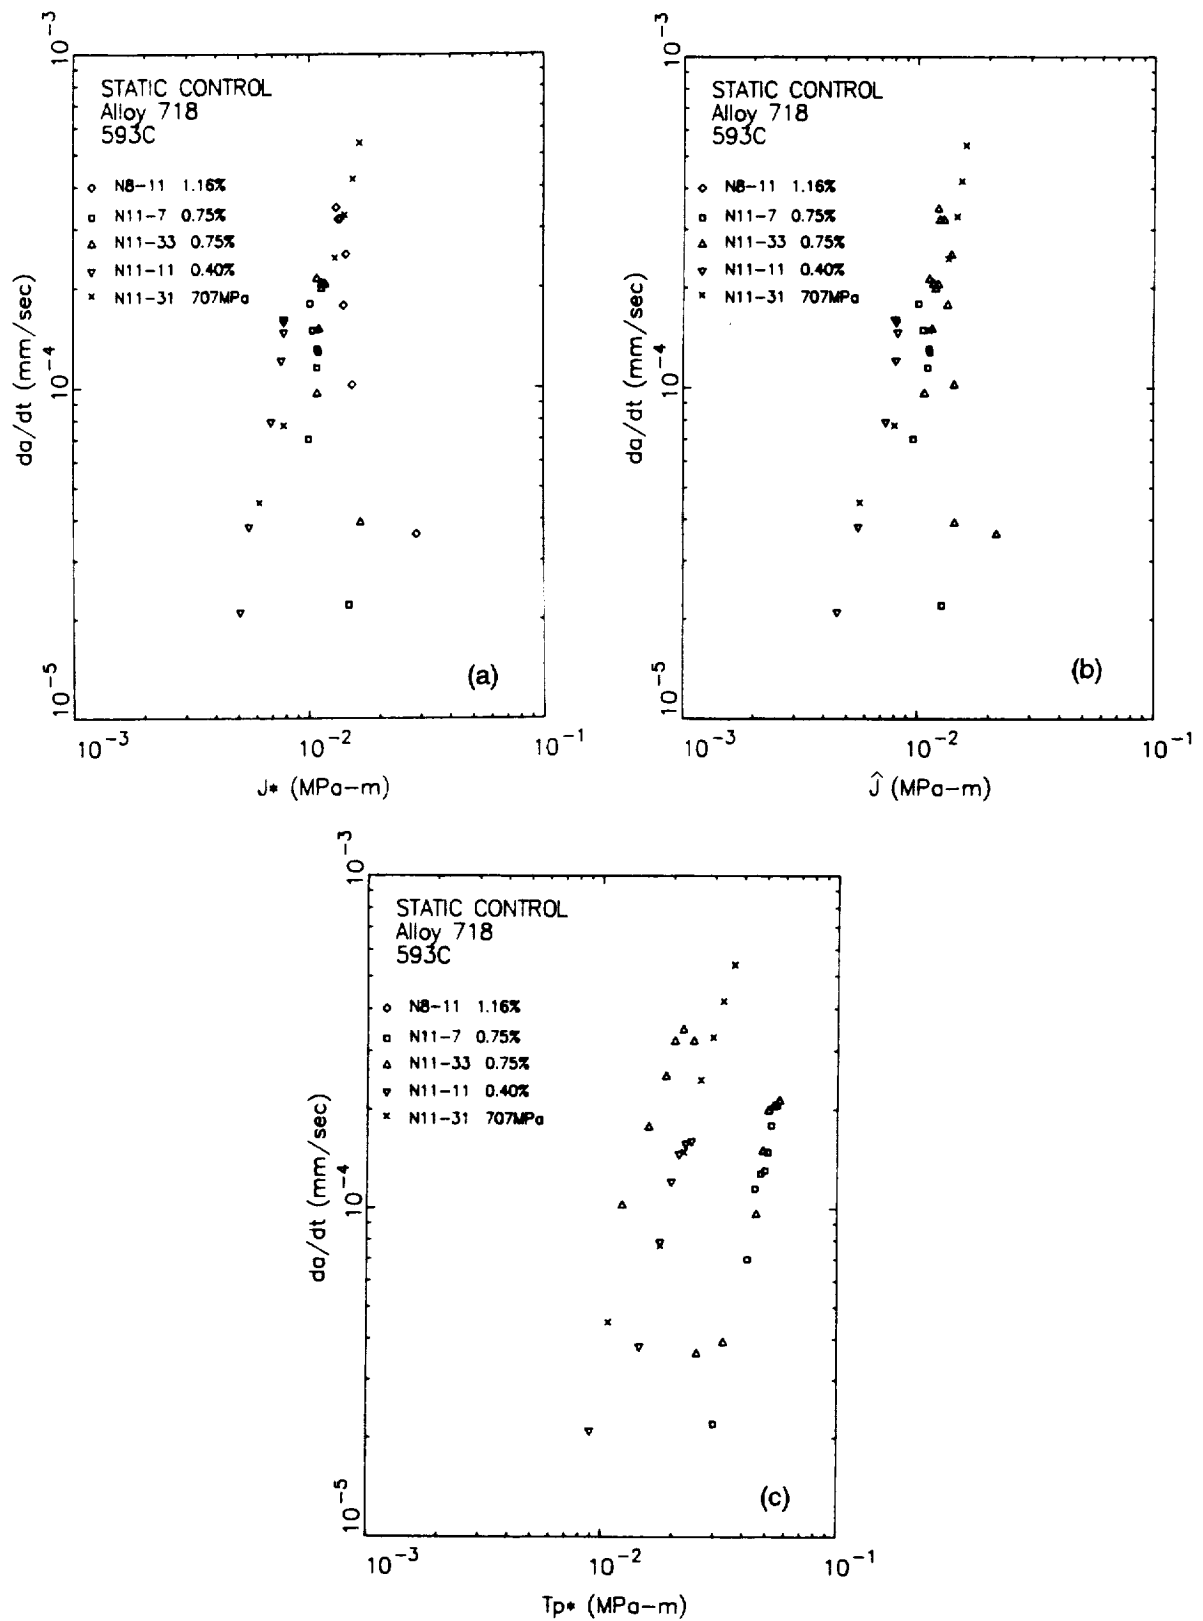 STATIC CONTROL
Alloy 718
593C
N8-11 1.16%
N11-7 0.75%
N11-33 0.75%
N11-11 0.40%
N11-31 707MPa
da/dt (mm/sec)
10⁻³
10⁻⁴
10⁻⁵
(a)
10⁻³ 10⁻² 10⁻¹
J* (MPa-m)
STATIC CONTROL
Alloy 718
593C
N8-11 1.16%
N11-7 0.75%
N11-33 0.75%
N11-11 0.40%
N11-31 707MPa
da/dt (mm/sec)
10⁻³
10⁻⁴
10⁻⁵
(b)
10⁻³ 10⁻² 10⁻¹
Ĵ (MPa-m)
STATIC CONTROL
Alloy 718
593C
N8-11 1.16%
N11-7 0.75%
N11-33 0.75%
N11-11 0.40%
N11-31 707MPa
da/dt (mm/sec)
10⁻³
10⁻⁴
10⁻⁵
(c)
10⁻³ 10⁻² 10⁻¹
Tp* (MPa-m)